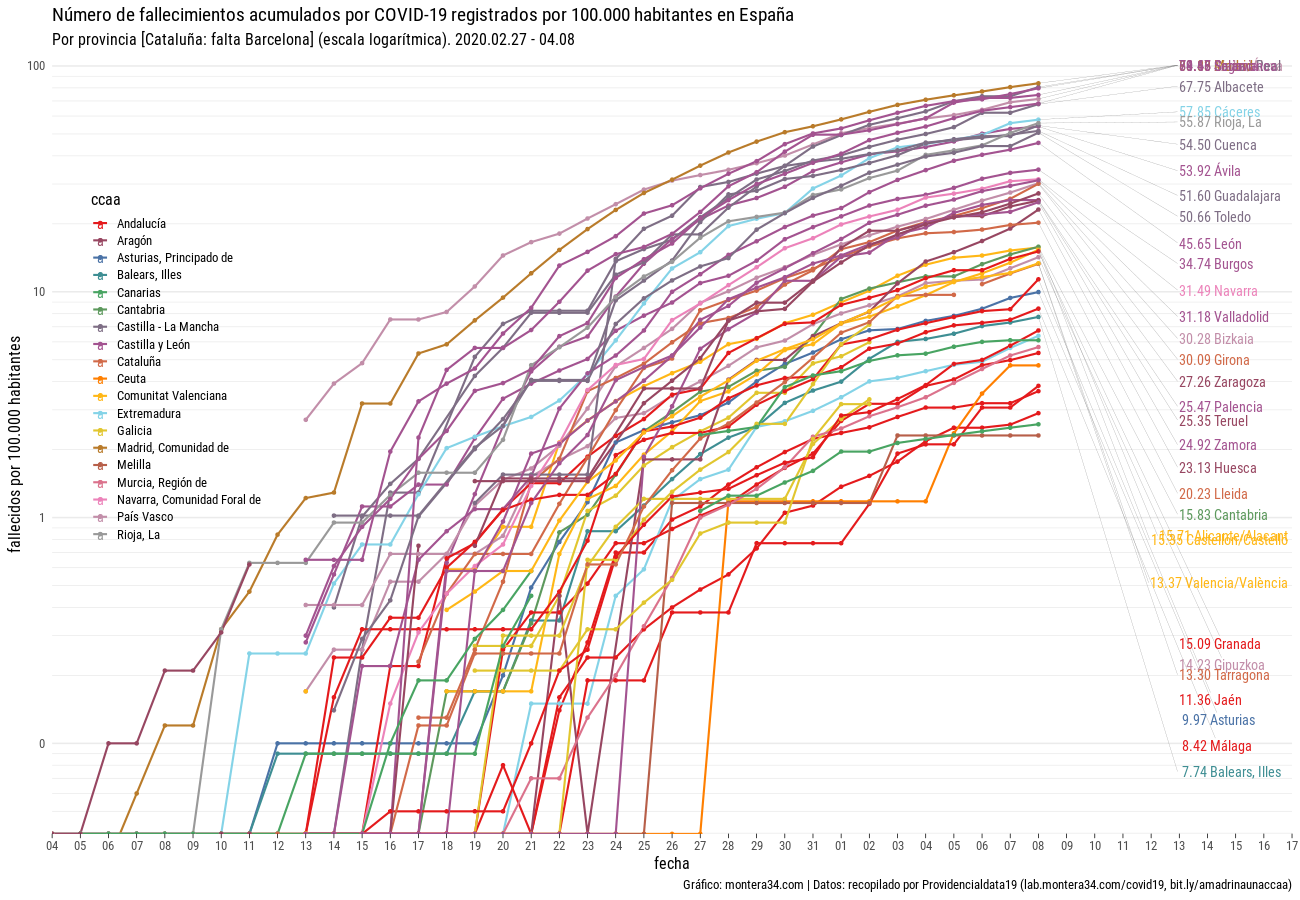 Número de fallecimientos acumulados por COVID-19 registrados por 100.000 habitantes en España
Por provincia [Cataluña: falta Barcelona] (escala logarítmica). 2020.02.27 - 04.08
fallecidos por 100.000 habitantes
100
10
1
0
ccaa
Andalucía
Aragón
Asturias, Principado de
Balears, Illes
Canarias
Cantabria
Castilla - La Mancha
Castilla y León
Cataluña
Ceuta
Comunitat Valenciana
Extremadura
Galicia
Madrid, Comunidad de
Melilla
Murcia, Región de
Navarra, Comunidad Foral de
País Vasco
Rioja, La
67.75 Albacete
57.85 Cáceres
55.87 Rioja, La
54.50 Cuenca
53.92 Ávila
51.60 Guadalajara
50.66 Toledo
45.65 León
34.74 Burgos
31.49 Navarra
31.18 Valladolid
30.28 Bizkaia
30.09 Girona
27.26 Zaragoza
25.47 Palencia
25.35 Teruel
24.92 Zamora
23.13 Huesca
20.23 Lleida
15.83 Cantabria
15.71 Alicante/Alacant
15.35 Castellón/Castelló
13.37 Valencia/València
15.09 Granada
14.23 Gipuzkoa
13.30 Tarragona
11.36 Jaén
9.97 Asturias
8.42 Málaga
7.74 Balears, Illes
04 05 06 07 08 09 10 11 12 13 14 15 16 17 18 19 20 21 22 23 24 25 26 27 28 29 30 31 01 02 03 04 05 06 07 08 09 10 11 12 13 14 15 16 17
fecha
Gráfico: montera34.com | Datos: recopilado por Providencialdata19 (lab.montera34.com/covid19, bit.ly/amadrinaunaccaa)